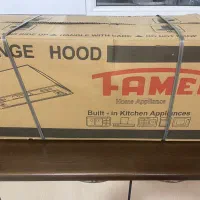 NGE HOOD
FAME
Home Appliance
Built - in Kitchen Appliances